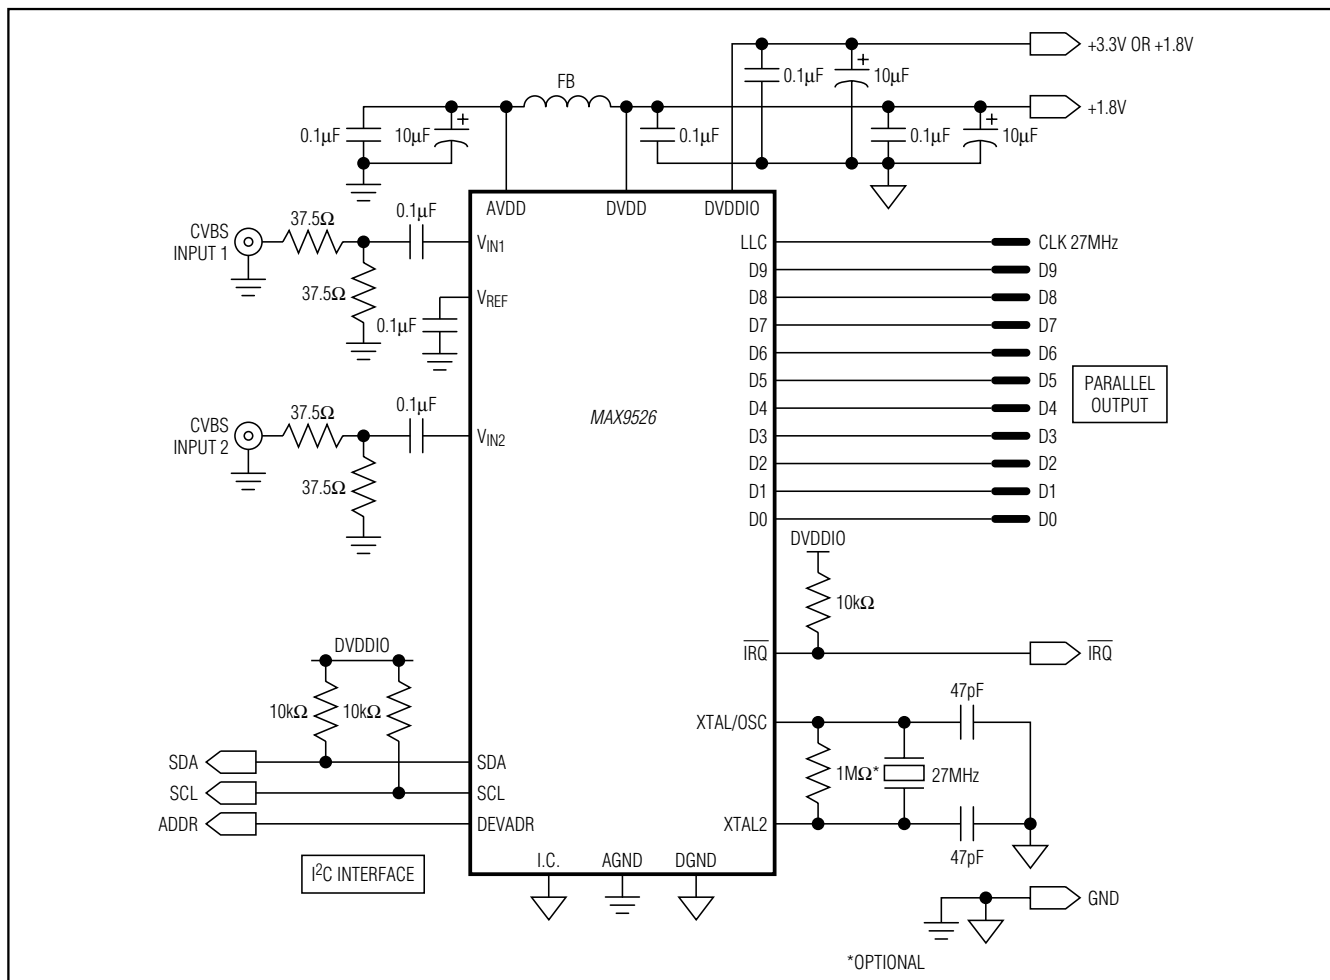 +3.3V OR +1.8V
0.1µF
10µF
FB
+1.8V
0.1µF
10µF
0.1µF
0.1µF
10µF
AVDD
DVDD
DVDDIO
CVBS
INPUT 1
37.5Ω
0.1µF
VIN1
37.5Ω
VREF
0.1µF
CVBS
INPUT 2
37.5Ω
0.1µF
VIN2
37.5Ω
MAX9526
LLC
CLK 27MHz
D9
D9
D8
D8
D7
D7
D6
D6
D5
D5
D4
D4
D3
D3
D2
D2
D1
D1
D0
D0
PARALLEL
OUTPUT
DVDDIO
10kΩ
IRQ
IRQ
DVDDIO
10kΩ
10kΩ
SDA
SDA
SCL
SCL
ADDR
DEVADR
I2C INTERFACE
XTAL/OSC
47pF
1MΩ*
27MHz
XTAL2
47pF
I.C.
AGND
DGND
GND
*OPTIONAL